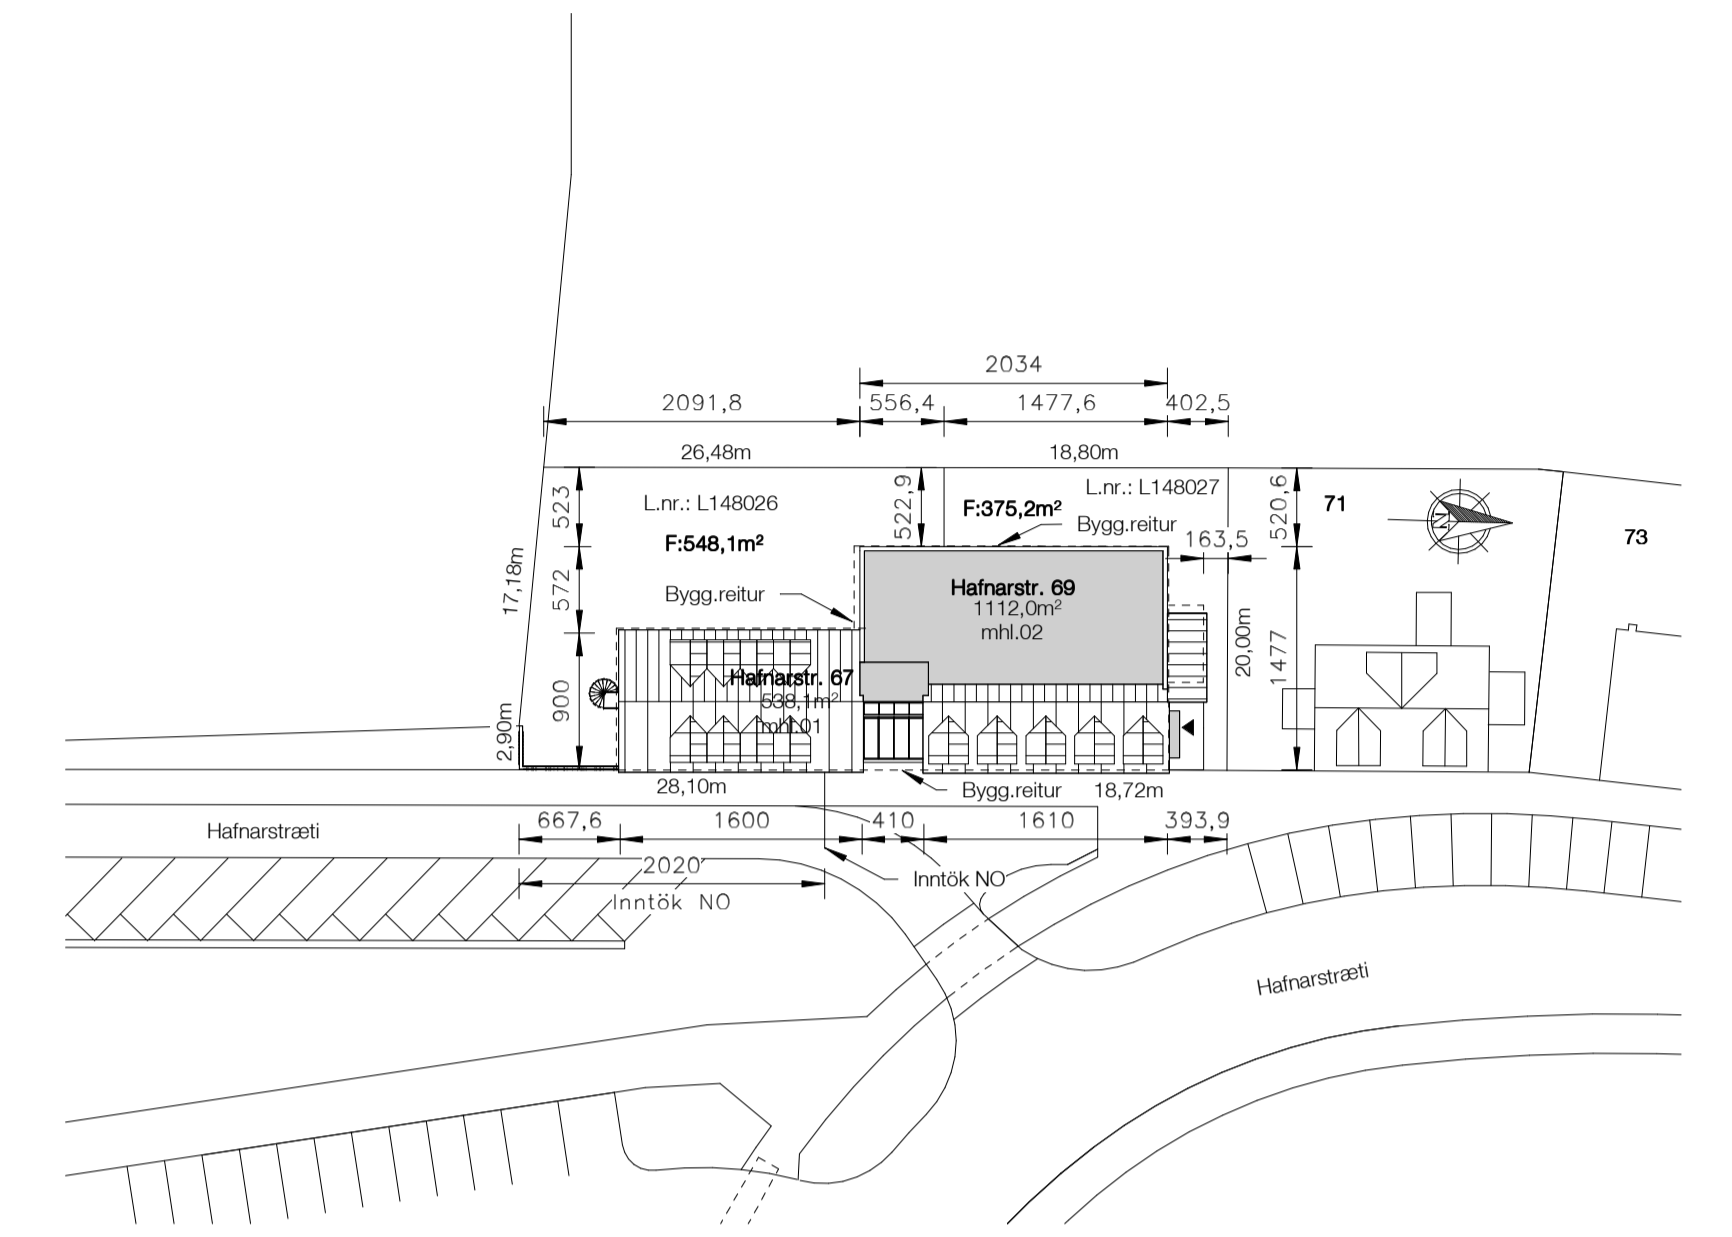 2034
2091,8
556,4
1477,6
402,5
26,48m
18,80m
523
L.nr.: L148026
522,9
L.nr.: L148027
F:375,2m²
Bygg.reitur
520,6
71
N
73
F:548,1m²
163,5
17,18m
572
Bygg.reitur
Hafnarstr. 69
1112,0m²
mhl.02
20,00m
1477
900
Hafnarstr. 67
538,1m²
mhl.01
2,90m
28,10m
Bygg.reitur
18,72m
Hafnarstræti
667,6
1600
410
1610
393,9
2020
Inntök NO
Inntök NO
Hafnarstræti